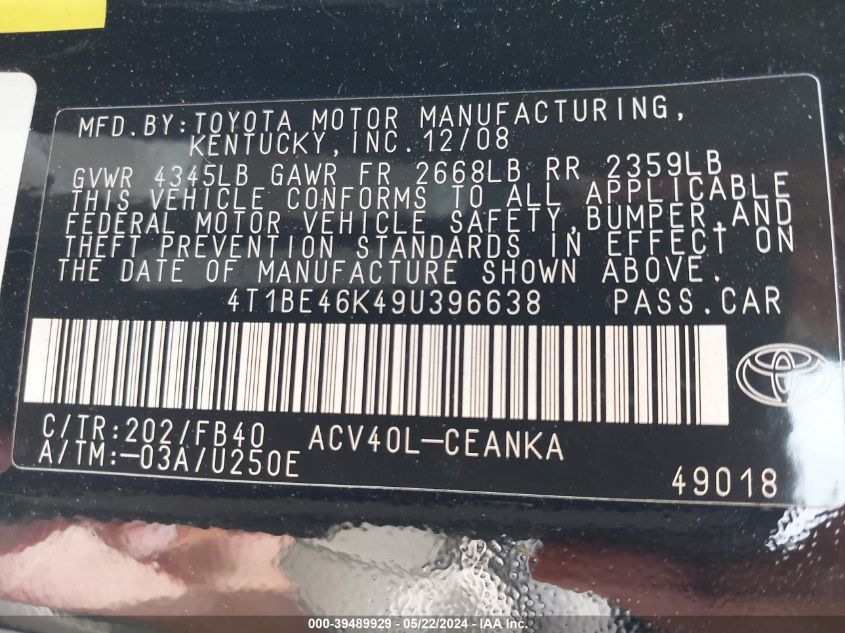 MFD.BY:TOYOTA MOTOR MANUFACTURING,
KENTUCKY,INC.12/08
GVWR 4345LB GAWR FR 2668LB RR 2359LB
THIS VEHICLE CONFORMS TO ALL APPLICABLE
FEDERAL MOTOR VEHICLE SAFETY,BUMPER,AND
THEFT PREVENTION STANDARDS IN EFFECT ON
THE DATE OF MANUFACTURE SHOWN ABOVE.
4T1BE46K49U396638 PASS.CAR
C/TR:202/FB40 ACV40L-CEANKA
A/TM:-03A/U250E
49018
000-39489929 - 05/22/2024 - IAA Inc.